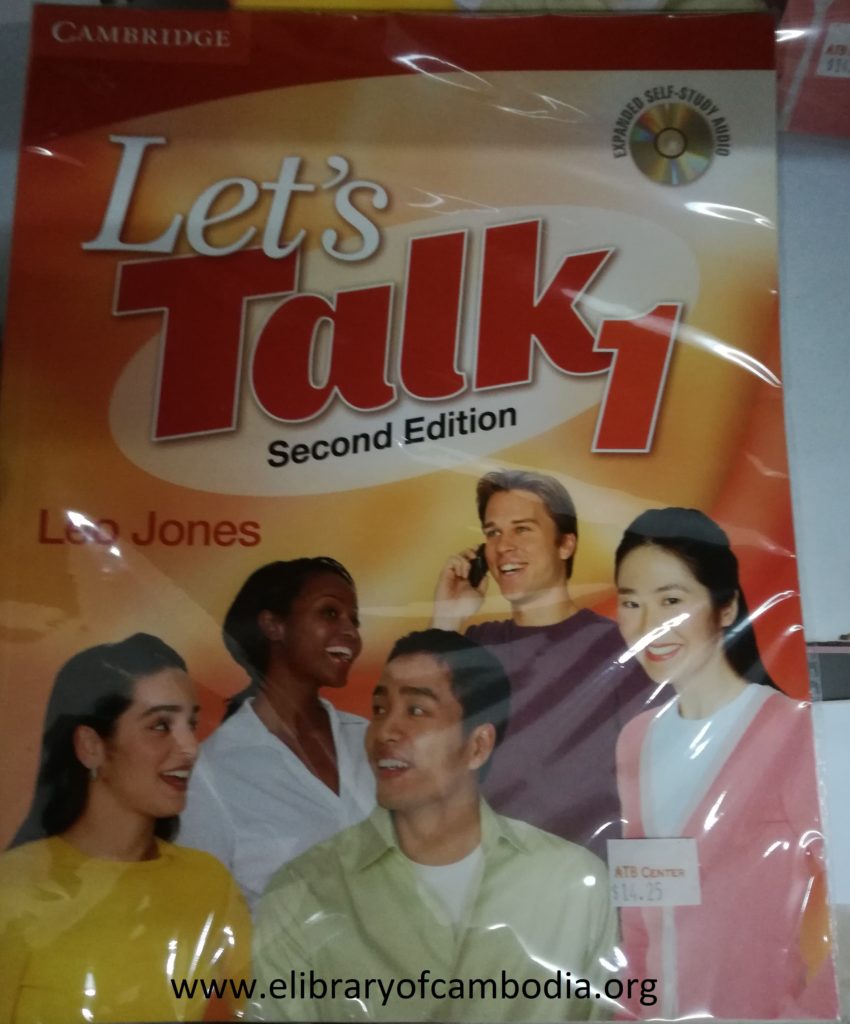 CAMBRIDGE
EXPANDED SELF-STUDY AUDIO
Let's
Talk 1
Second Edition
Leo Jones
ATB CENTER
$14.25
www.elibraryofcambodia.org
ATB